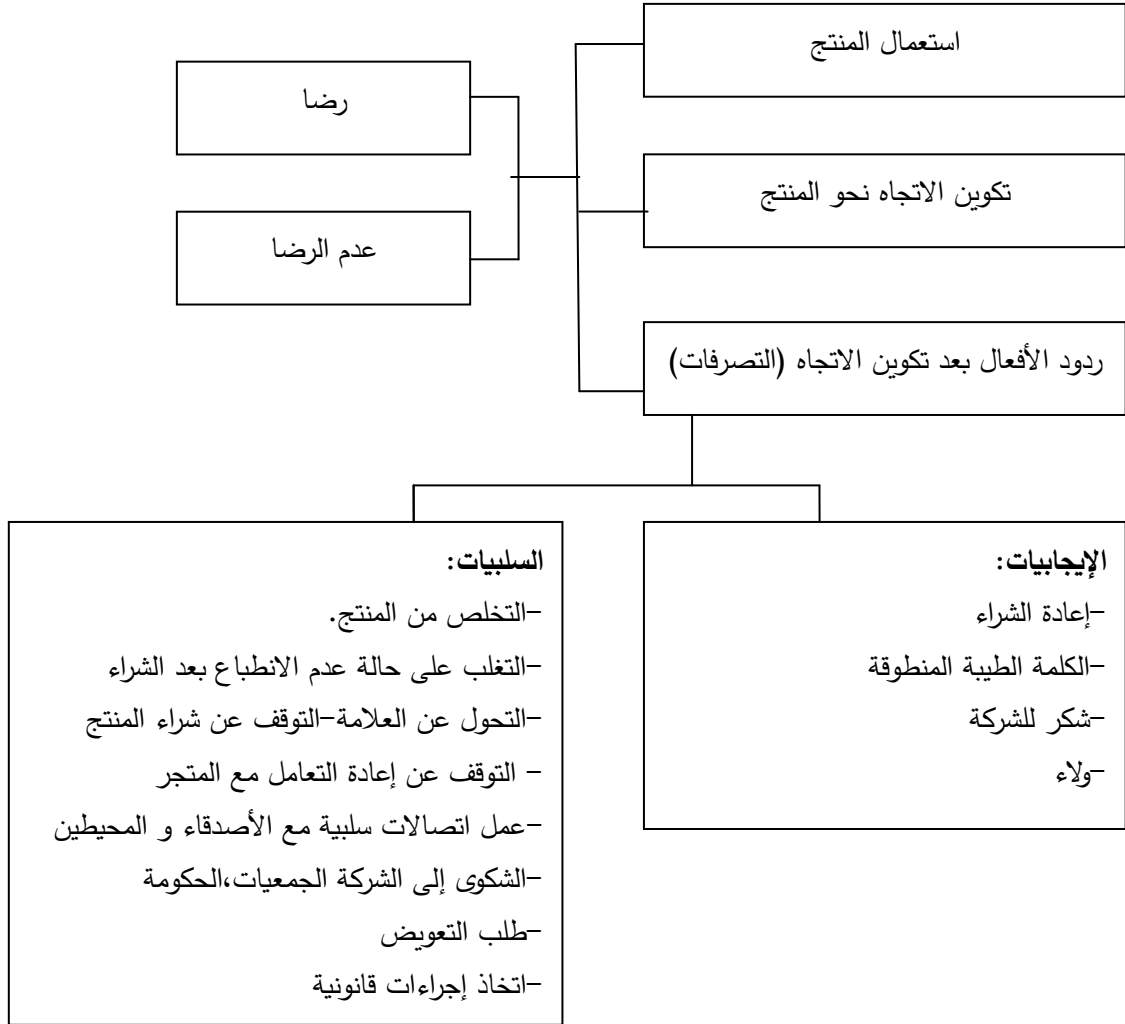 استعمال المنتج
رضا
تكوين الاتجاه نحو المنتج
عدم الرضا
ردود الأفعال بعد تكوين الاتجاه (التصرفات)
الإيجابيات:
-إعادة الشراء
-الكلمة الطيبة المنطوقة
-شكر للشركة
-ولاء
السلبيات:
-التخلص من المنتج.
-التغلب على حالة عدم الانطباع بعد الشراء
-التحول عن العلامة-التوقف عن شراء المنتج
- التوقف عن إعادة التعامل مع المتجر
-عمل اتصالات سلبية مع الأصدقاء و المحيطين
-الشكوى إلى الشركة الجمعيات،الحكومة
-طلب التعويض
-اتخاذ إجراءات قانونية